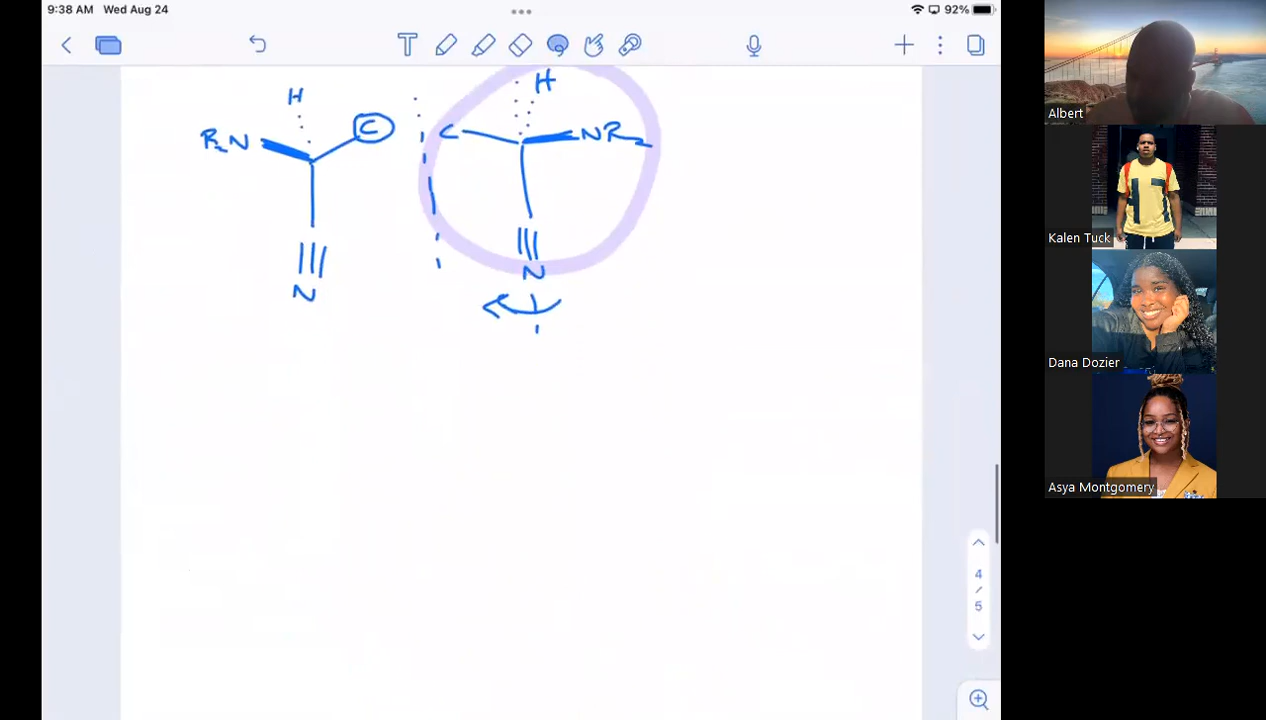 9:38 AM Wed Aug 24
92%
T
H
H
R₂N
C
C
NR₂
N
N
4
/
5
Albert
Kalen Tuck
Dana Dozier
Asya Montgomery